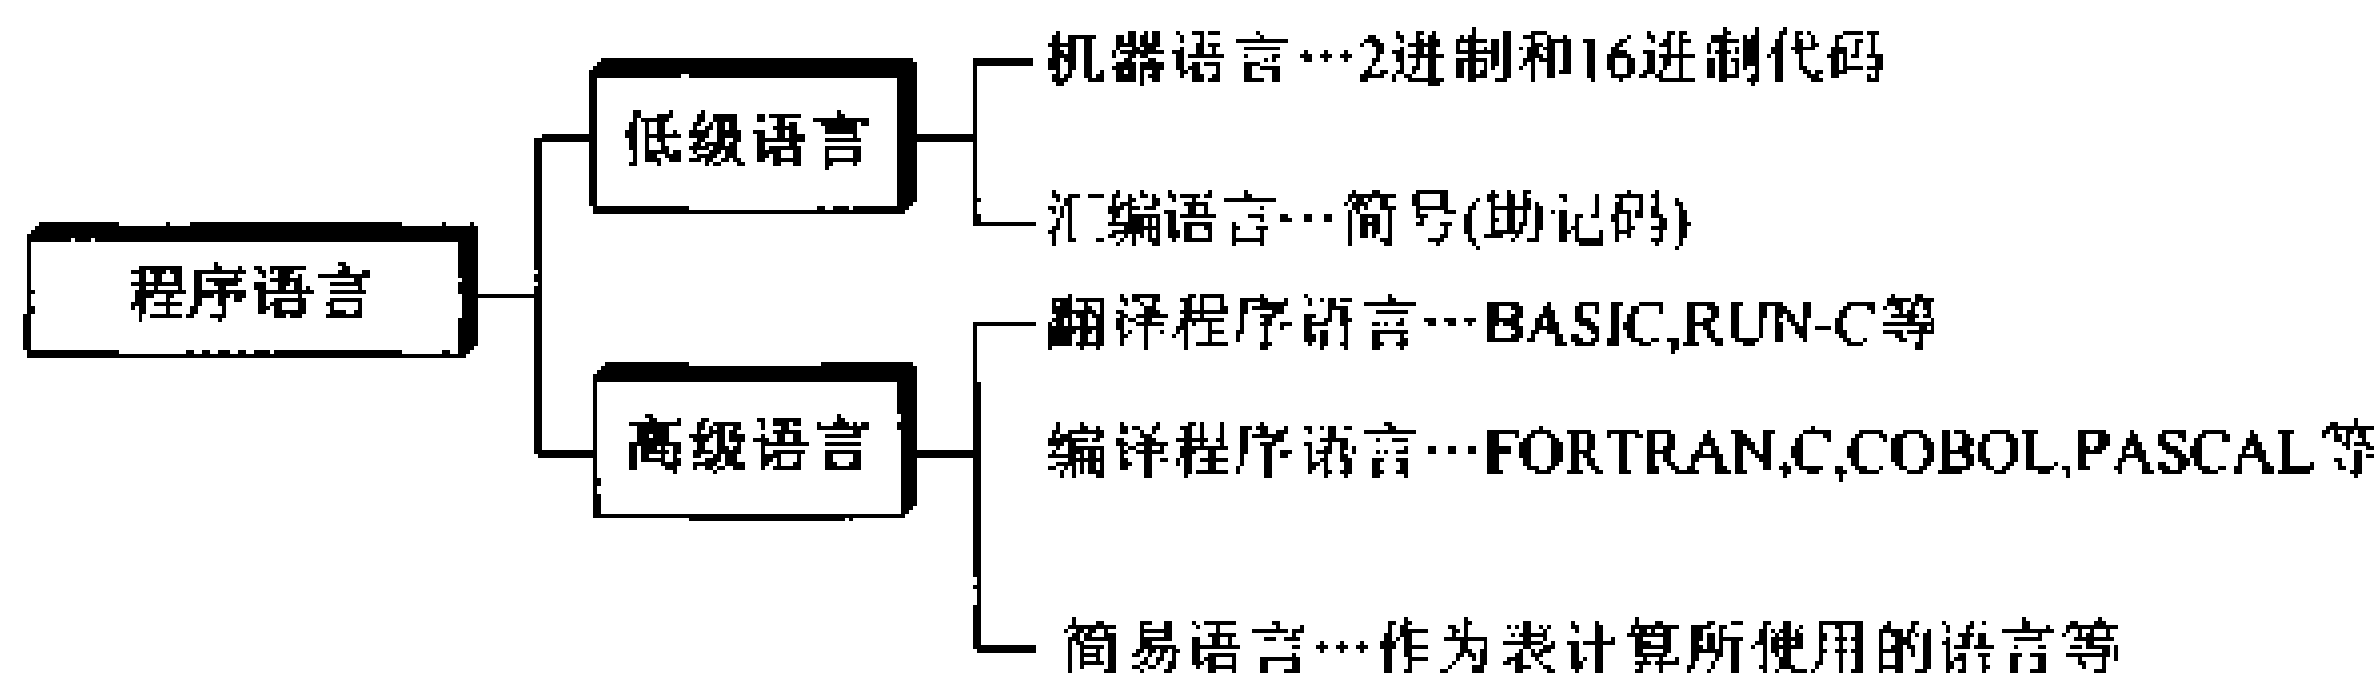 机器语言…2进制和16进制代码
低级语言
汇编语言…简号(助记码)
程序语言
翻译程序语言…BASIC,RUN-C等
高级语言
编译程序语言…FORTRAN,C,COBOL,PASCAL等
简易语言…作为表计算所使用的语言等